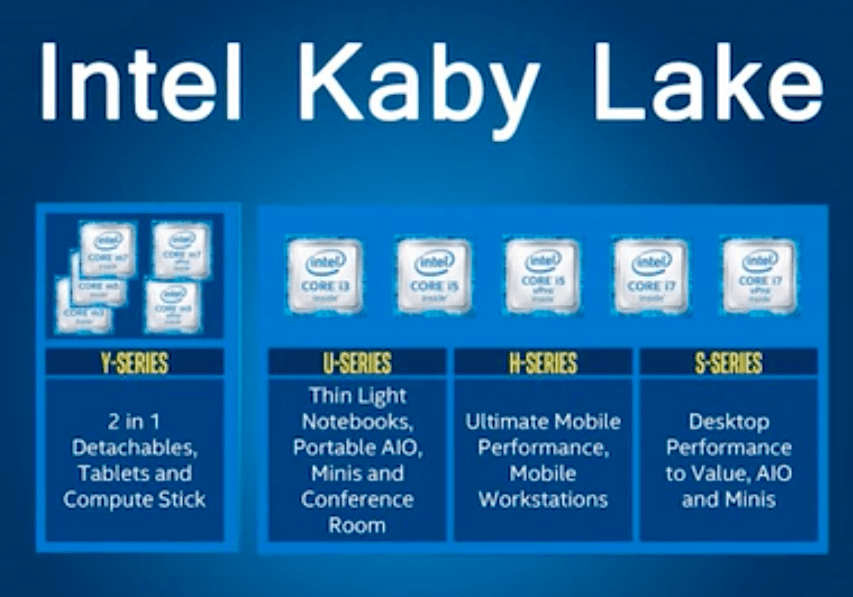 Intel Kaby Lake
intel
CORE m7
inside
intel
CORE m7
vPro
inside
CORE m5
inside
CORE m3
inside
intel
CORE m5
vPro
inside
intel
CORE i3
inside
intel
CORE i5
inside
intel
CORE i5
vPro
inside
intel
CORE i7
inside
intel
CORE i7
vPro
inside
Y-SERIES
2 in 1
Detachables,
Tablets and
Compute Stick
U-SERIES
Thin Light
Notebooks,
Portable AIO,
Minis and
Conference
Room
H-SERIES
Ultimate Mobile
Performance,
Mobile
Workstations
S-SERIES
Desktop
Performance
to Value, AIO
and Minis